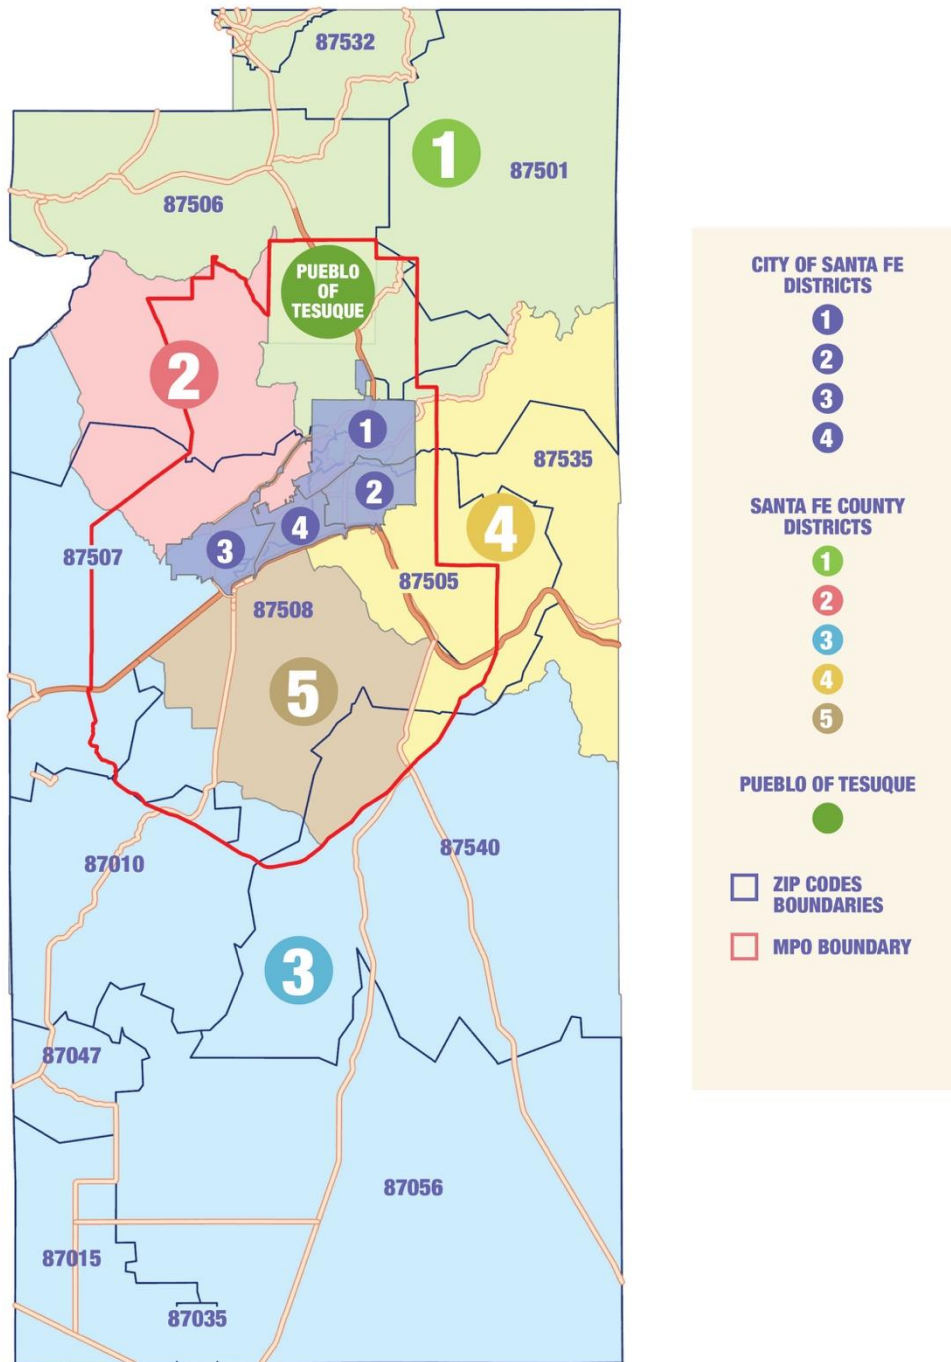 87532
1
87501
87506
PUEBLO
OF
TESUQUE
2
1
87535
2
4
4
3
87507
87505
87508
5
87540
87010
3
87047
87056
87015
87035
CITY OF SANTA FE
DISTRICTS
1
2
3
4
SANTA FE COUNTY
DISTRICTS
1
2
3
4
5
PUEBLO OF TESUQUE
ZIP CODES
BOUNDARIES
MPO BOUNDARY